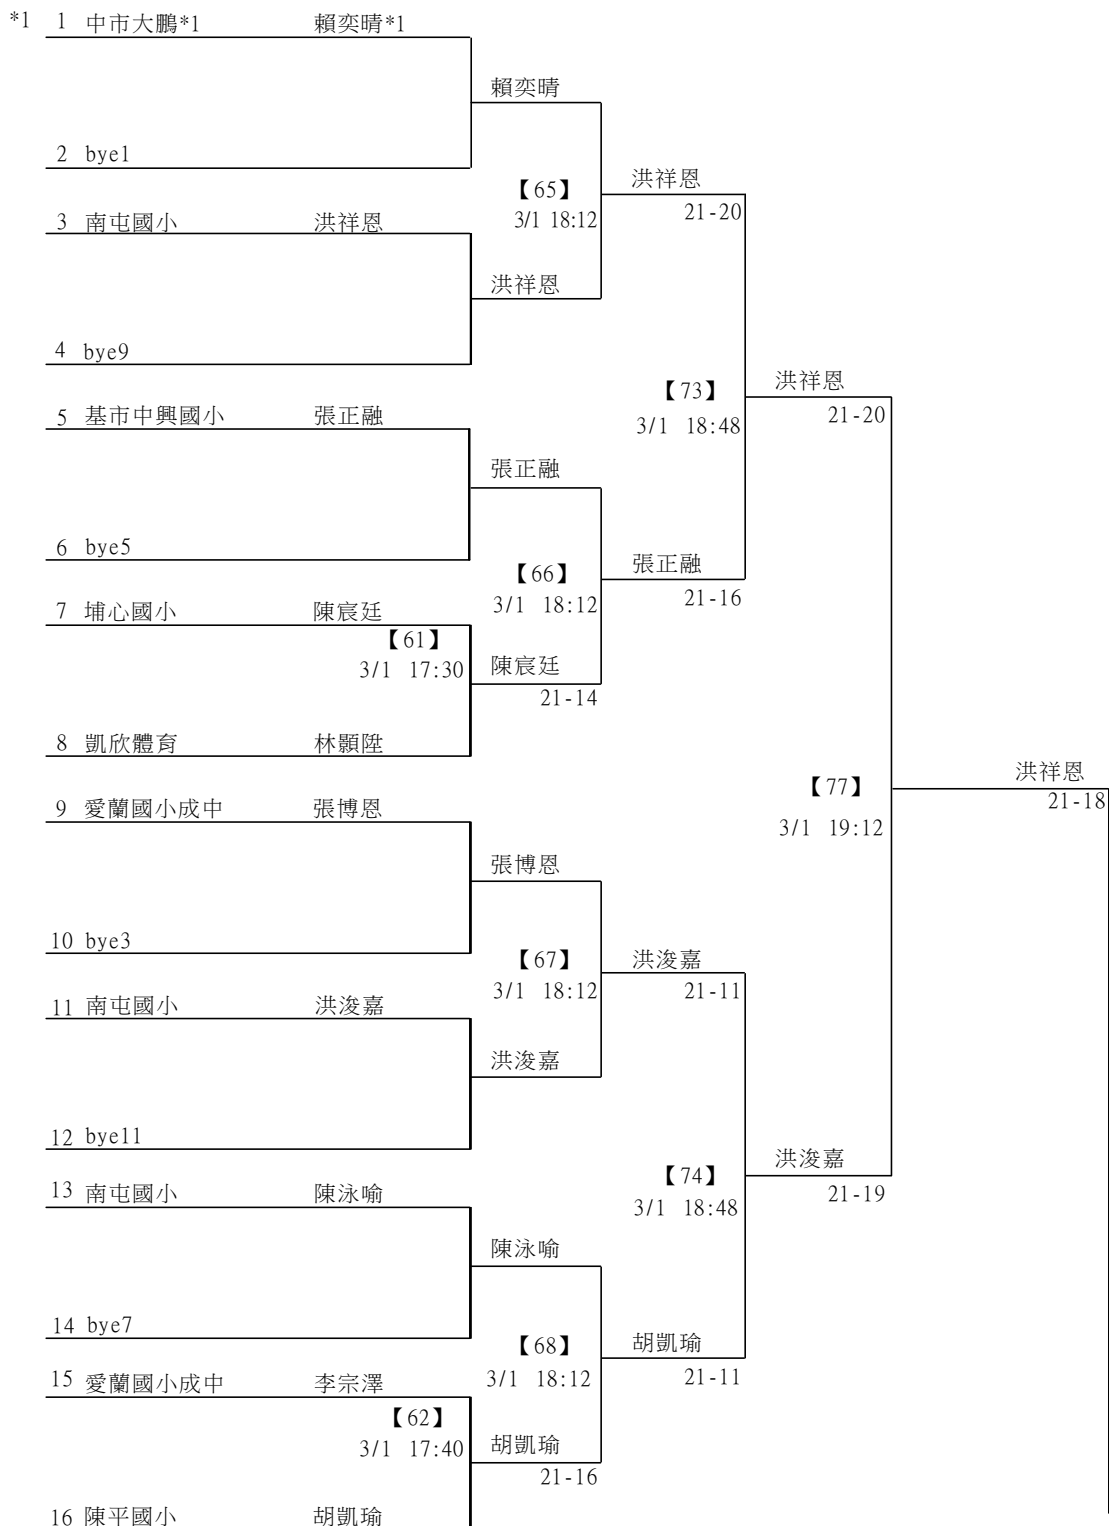 *1 1 中市大鵬*1 賴奕晴*1
賴奕晴
2 bye1
【65】 洪祥恩
3/1 18:12 21-20
3 南屯國小 洪祥恩
洪祥恩
4 bye9
【73】 洪祥恩
3/1 18:48 21-20
5 基市中興國小 張正融
張正融
6 bye5
【66】 張正融
3/1 18:12 21-16
7 埔心國小 陳宸廷
【61】
3/1 17:30 陳宸廷
21-14
8 凱欣體育 林顥陞
【77】 洪祥恩
3/1 19:12 21-18
9 愛蘭國小成中 張博恩
張博恩
10 bye3
【67】 洪浚嘉
3/1 18:12 21-11
11 南屯國小 洪浚嘉
洪浚嘉
12 bye11
【74】 洪浚嘉
3/1 18:48 21-19
13 南屯國小 陳泳喻
陳泳喻
14 bye7
【68】 胡凱瑜
3/1 18:12 21-11
15 愛蘭國小成中 李宗澤
【62】
3/1 17:40 胡凱瑜
21-16
16 陳平國小 胡凱瑜